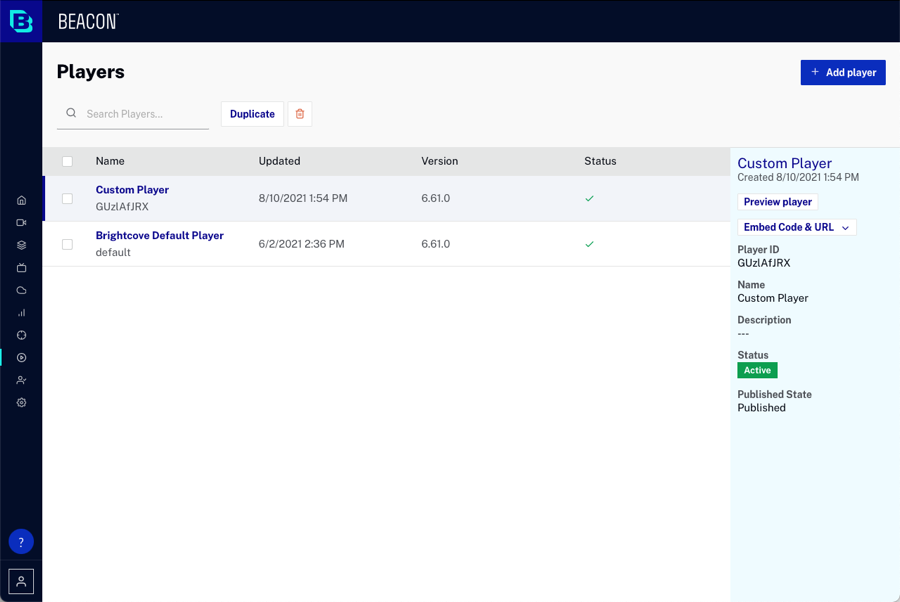 BEACON
Players
+ Add player
Search Players...
Duplicate
Name Updated Version Status
Custom Player
GUzlAfJRX
8/10/2021 1:54 PM
6.61.0
Brightcove Default Player
default
6/2/2021 2:36 PM
6.61.0
Custom Player
Created 8/10/2021 1:54 PM
Preview player
Embed Code & URL
Player ID
GUzlAfJRX
Name
Custom Player
Description
---
Status
Active
Published State
Published
?